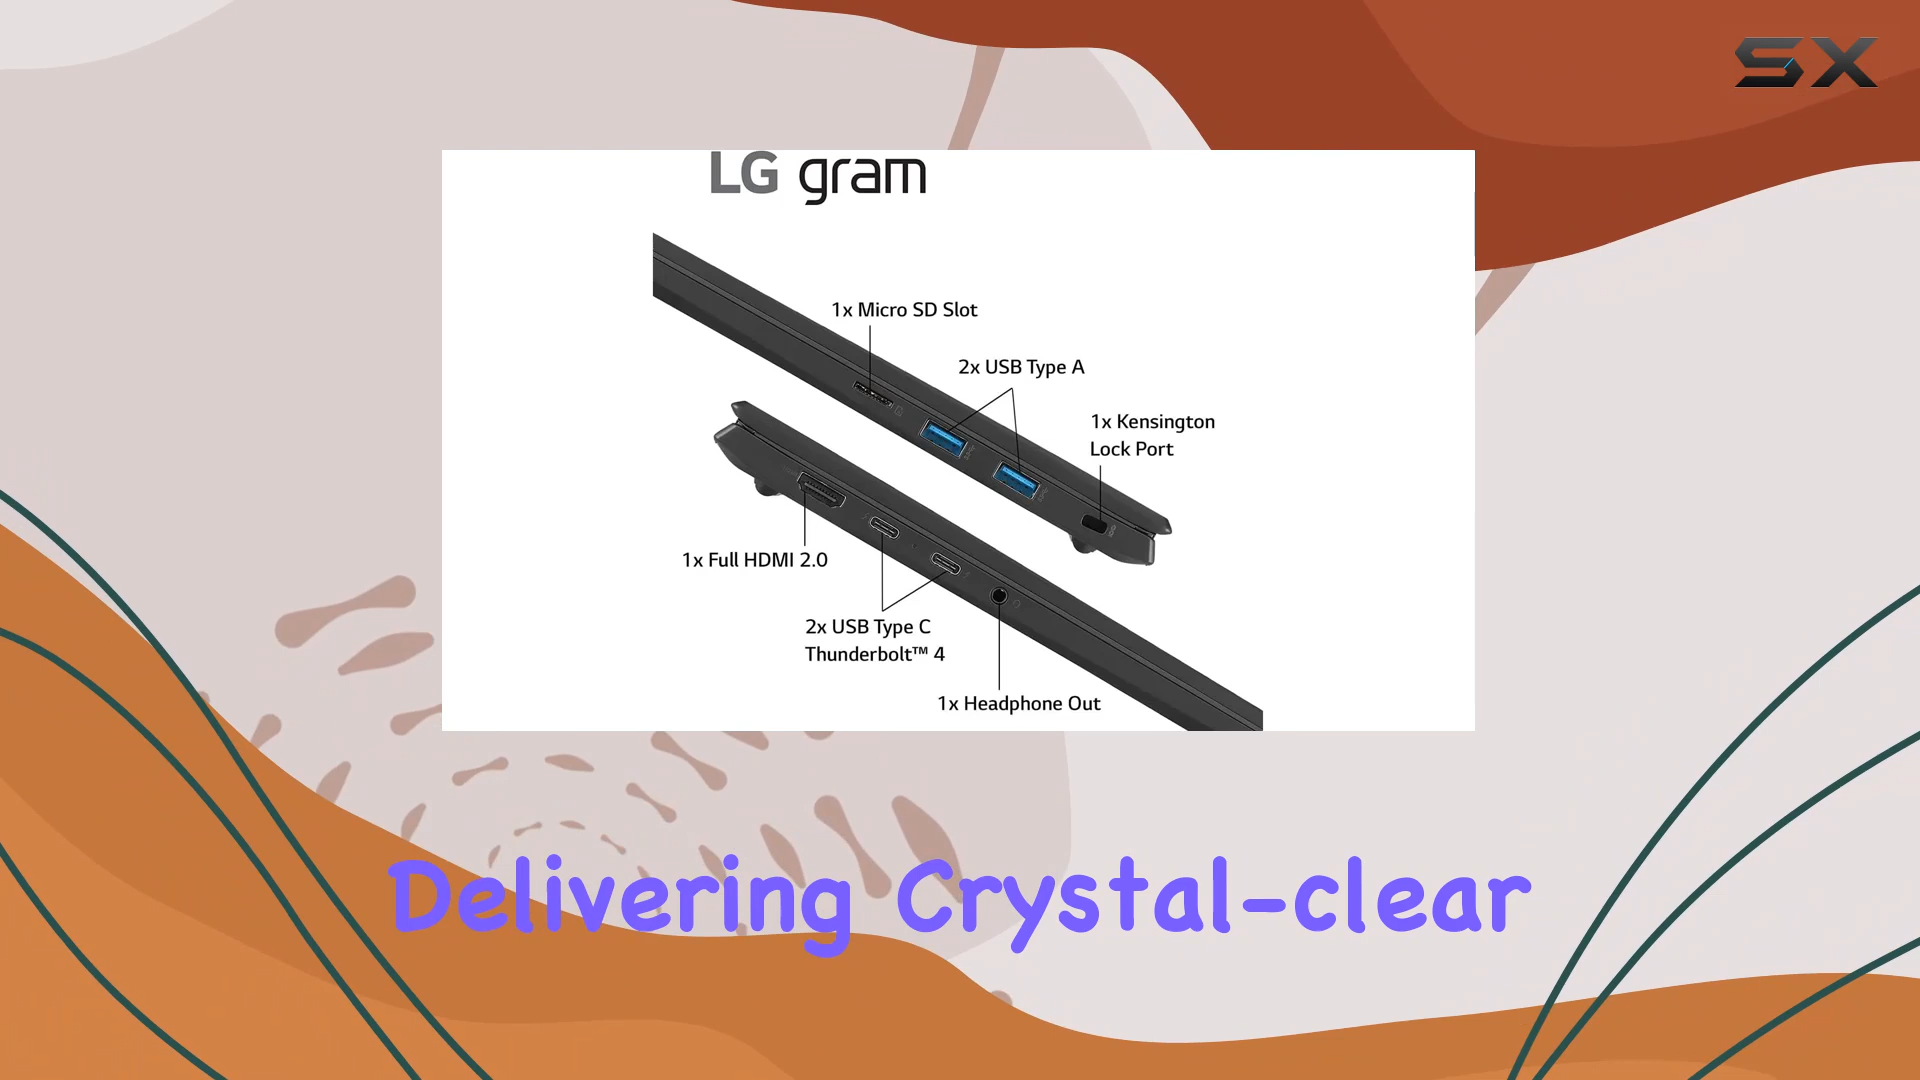 SX
LG gram
1x Micro SD Slot
2x USB Type A
1x Kensington
Lock Port
1x Full HDMI 2.0
2x USB Type C
Thunderbolt™ 4
1x Headphone Out
Delivering Crystal-clear